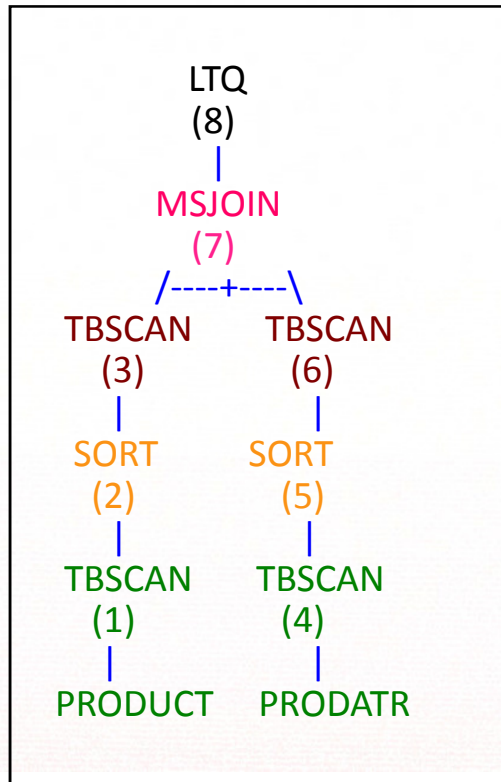 LTQ
(8)
|
MSJOIN
(7)
/----+----\
TBSCAN TBSCAN
(3) (6)
| |
SORT SORT
(2) (5)
| |
TBSCAN TBSCAN
(1) (4)
| |
PRODUCT PRODATR